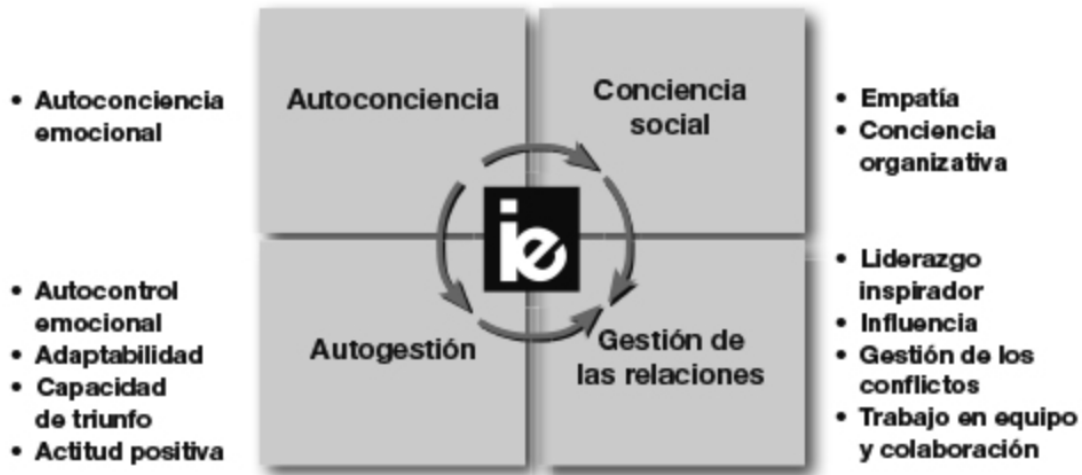 • Autoconciencia
emocional
Autoconciencia
Conciencia
social
• Empatía
• Conciencia
organizativa
ie
• Autocontrol
emocional
• Adaptabilidad
• Capacidad
de triunfo
• Actitud positiva
Autogestión
Gestión de
las relaciones
• Liderazgo
inspirador
• Influencia
• Gestión de los
conflictos
• Trabajo en equipo
y colaboración